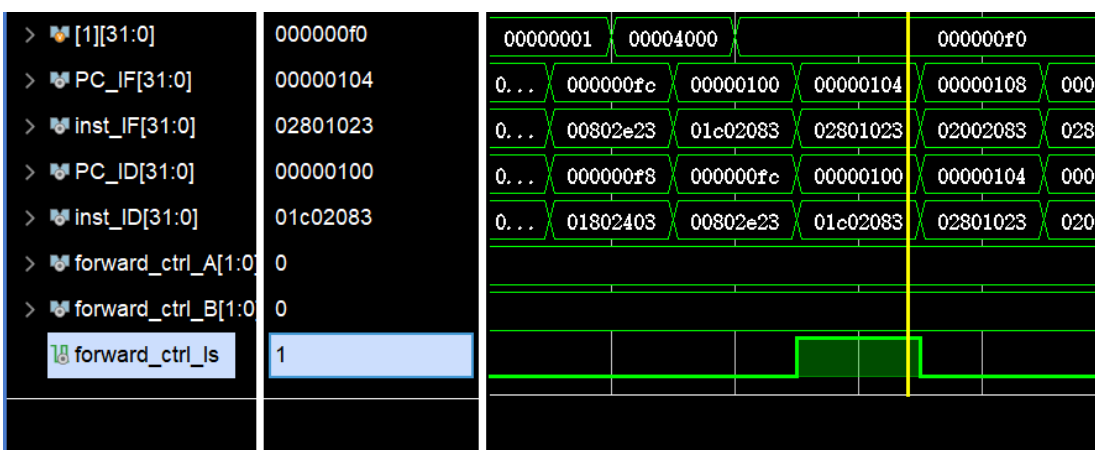 [1][31:0] 000000f0 00000001 00004000 000000f0
PC_IF[31:0] 00000104 0... 000000fc 00000100 00000104 00000108 000
inst_IF[31:0] 02801023 0... 00802e23 01c02083 02801023 02002083 028
PC_ID[31:0] 00000100 0... 000000f8 000000fc 00000100 00000104 000
inst_ID[31:0] 01c02083 0... 01802403 00802e23 01c02083 02801023 020
forward_ctrl_A[1:0] 0
forward_ctrl_B[1:0] 0
forward_ctrl_ls 1